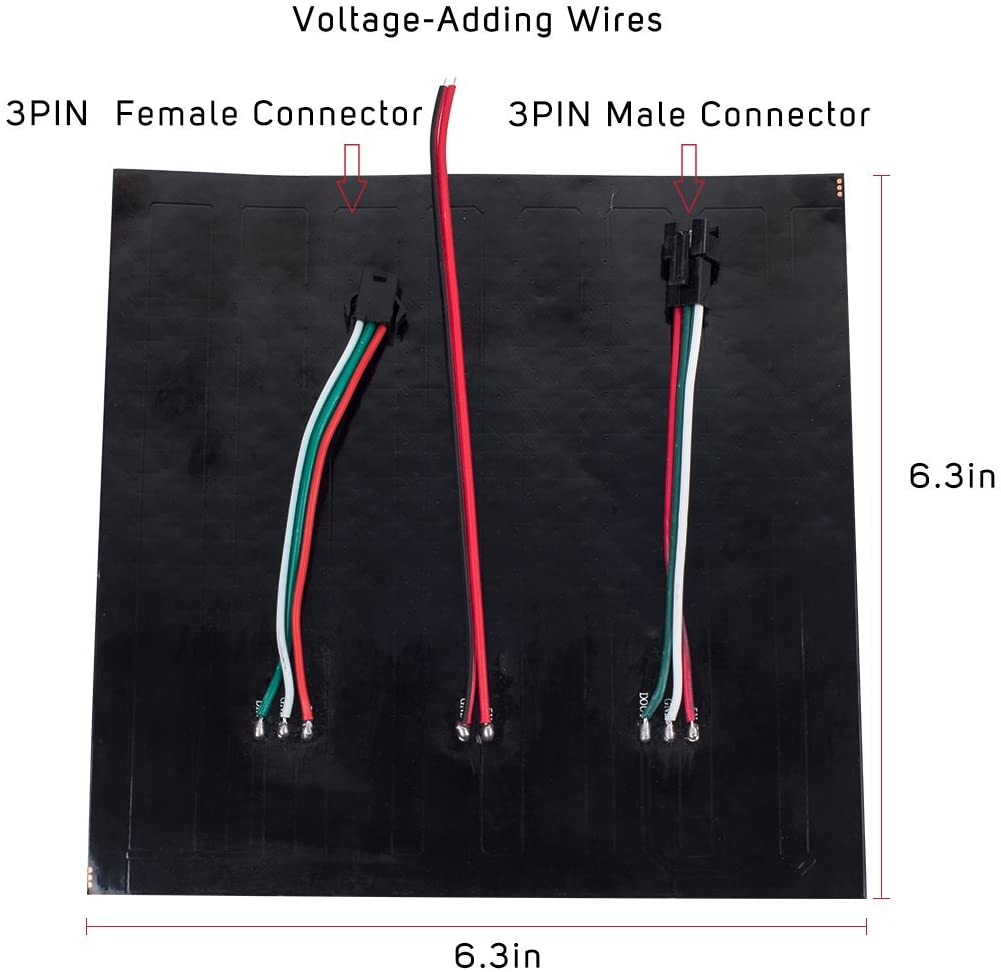 Voltage-Adding Wires
3PIN Female Connector
3PIN Male Connector
6.3in
6.3in